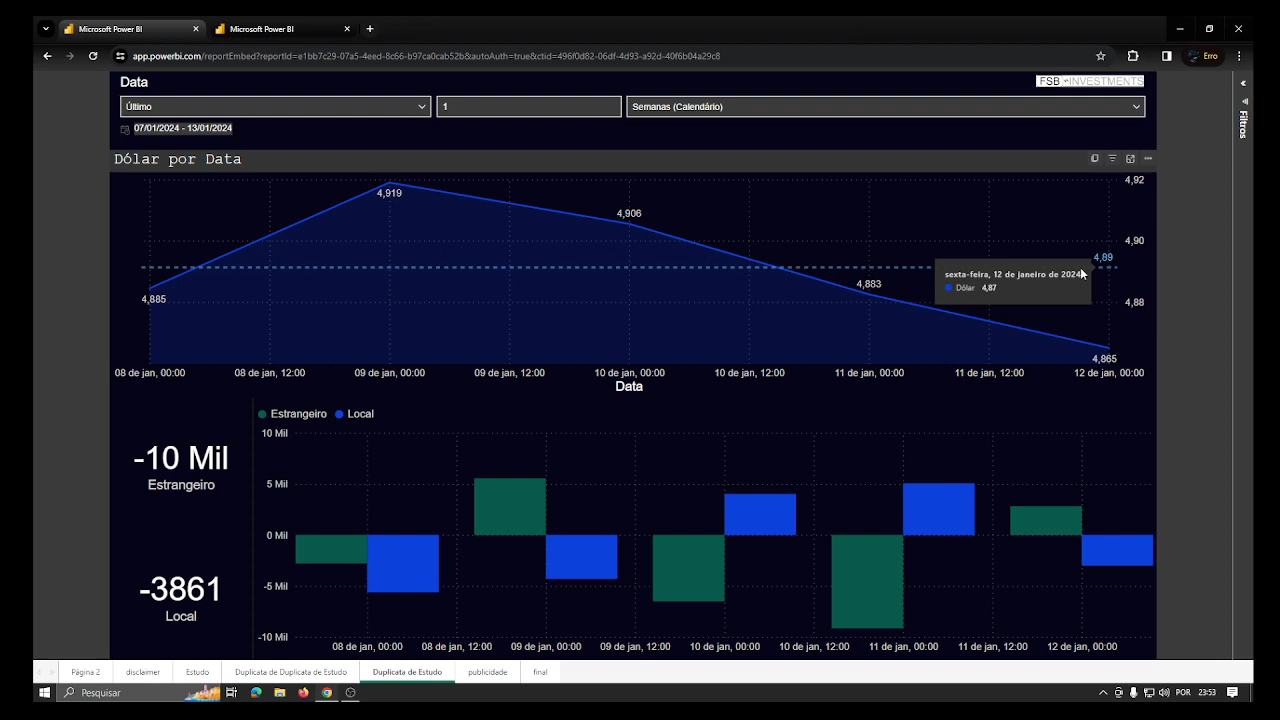 Microsoft Power BI
Microsoft Power BI
app.powerbi.com/reportEmbed?reportId=e1bb7c29-07a5-4eed-8c66-b97ca0cab52b&autoAuth=true&ctid=496f0d82-06df-4d93-a92d-40f6b04a29c8
Erro
Data
FSB INVESTMENTS
Último
1
Semanas (Calendário)
07/01/2024 - 13/01/2024
Filtros
Dólar por Data
4,92
4,919
4,906
4,90
4,89
sexta-feira, 12 de janeiro de 2024
Dólar 4,87
4,885
4,883
4,88
4,865
08 de jan, 00:00 08 de jan, 12:00 09 de jan, 00:00 09 de jan, 12:00 10 de jan, 00:00 10 de jan, 12:00 11 de jan, 00:00 11 de jan, 12:00 12 de jan, 00:00
Data
Estrangeiro Local
10 Mil
5 Mil
0 Mil
-5 Mil
-10 Mil
-10 Mil
Estrangeiro
-3861
Local
08 de jan, 00:00 08 de jan, 12:00 09 de jan, 00:00 09 de jan, 12:00 10 de jan, 00:00 10 de jan, 12:00 11 de jan, 00:00 11 de jan, 12:00 12 de jan, 00:00
Página 2 disclaimer Estudo Duplicata de Duplicata de Estudo Duplicata de Estudo publicidade final
Pesquisar
POR 23:53